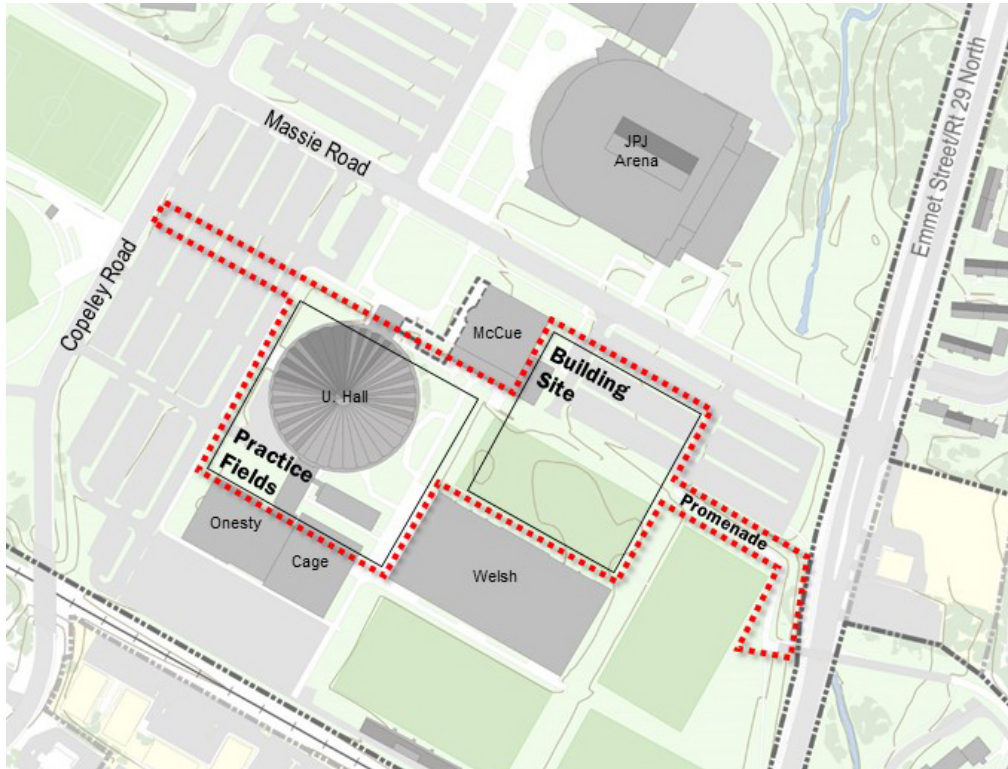 Massie Road
JPJ
Arena
Emmet Street/Rt 29 North
Copeley Road
McCue
Building
Site
U. Hall
Practice
Fields
Promenade
Onesty
Cage
Welsh